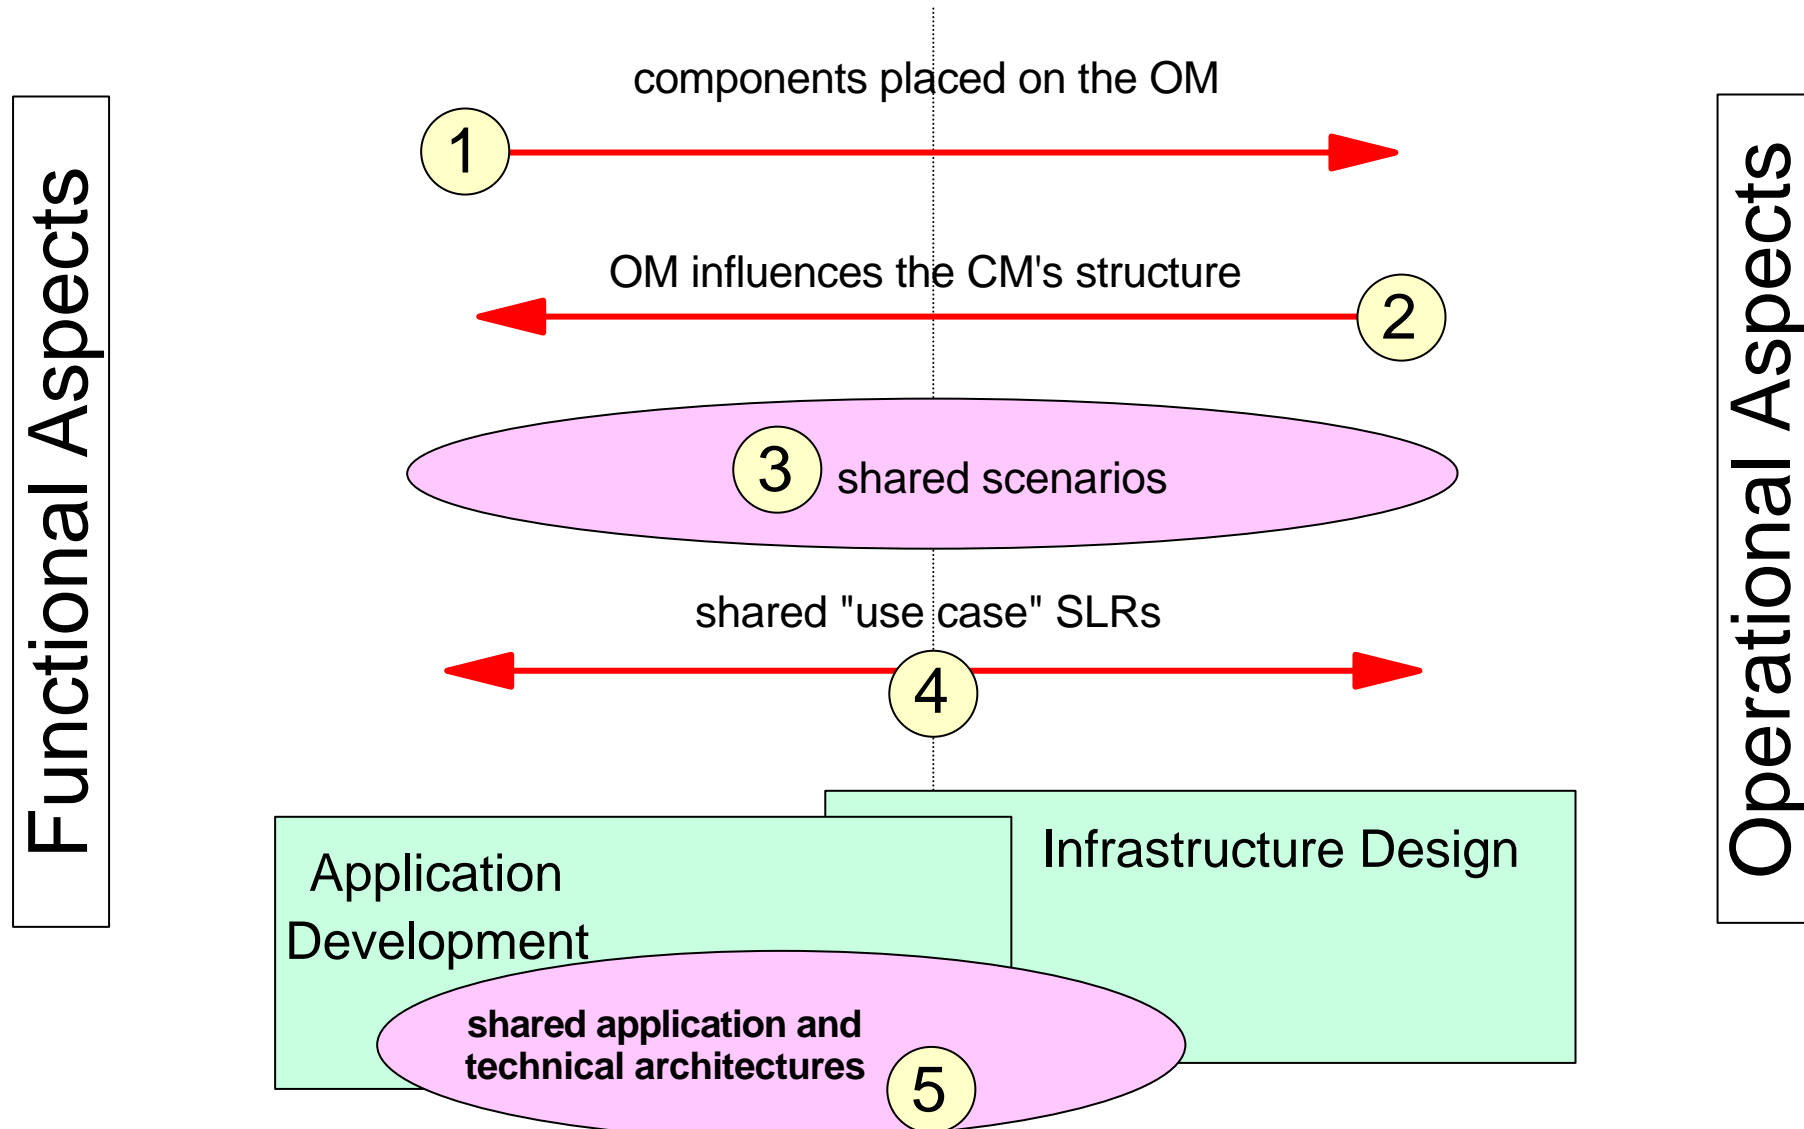 Functional Aspects
components placed on the OM
1
OM influences the CM's structure
2
3
shared scenarios
shared "use case" SLRs
4
Application
Development
Infrastructure Design
shared application and
technical architectures
5
Operational Aspects